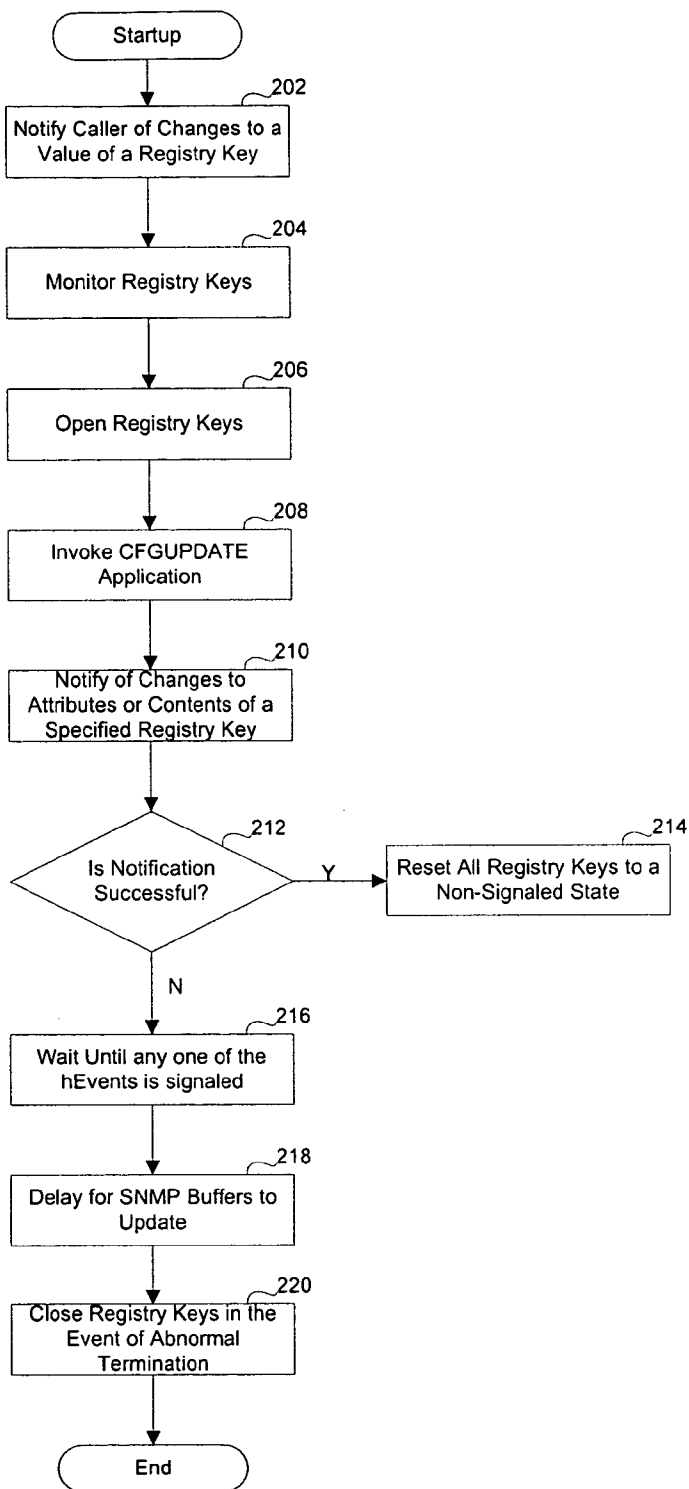 Startup
202
Notify Caller of Changes to a
Value of a Registry Key
204
Monitor Registry Keys
206
Open Registry Keys
208
Invoke CFGUPDATE
Application
210
Notify of Changes to
Attributes or Contents of a
Specified Registry Key
212
Is Notification
Successful?
Y
214
Reset All Registry Keys to a
Non-Signaled State
N
216
Wait Until any one of the
hEvents is signaled
218
Delay for SNMP Buffers to
Update
220
Close Registry Keys in the
Event of Abnormal
Termination
End